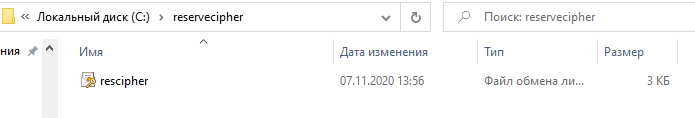 « Локальный диск (C:) › reservecipher
Поиск: reservecipher
ния
Имя Дата изменения Тип Размер
rescipher 07.11.2020 13:56 Файл обмена ли... 3 КБ